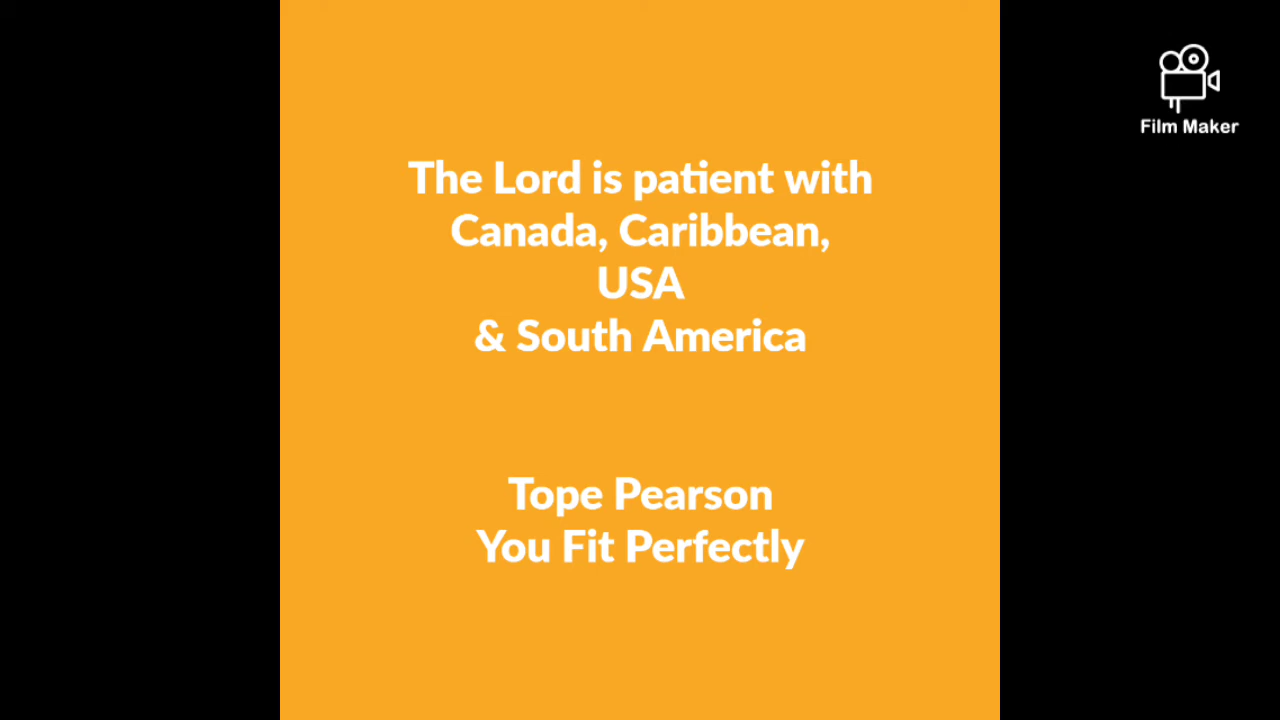 The Lord is patient with
Canada, Caribbean,
USA
& South America
Tope Pearson
You Fit Perfectly
Film Maker